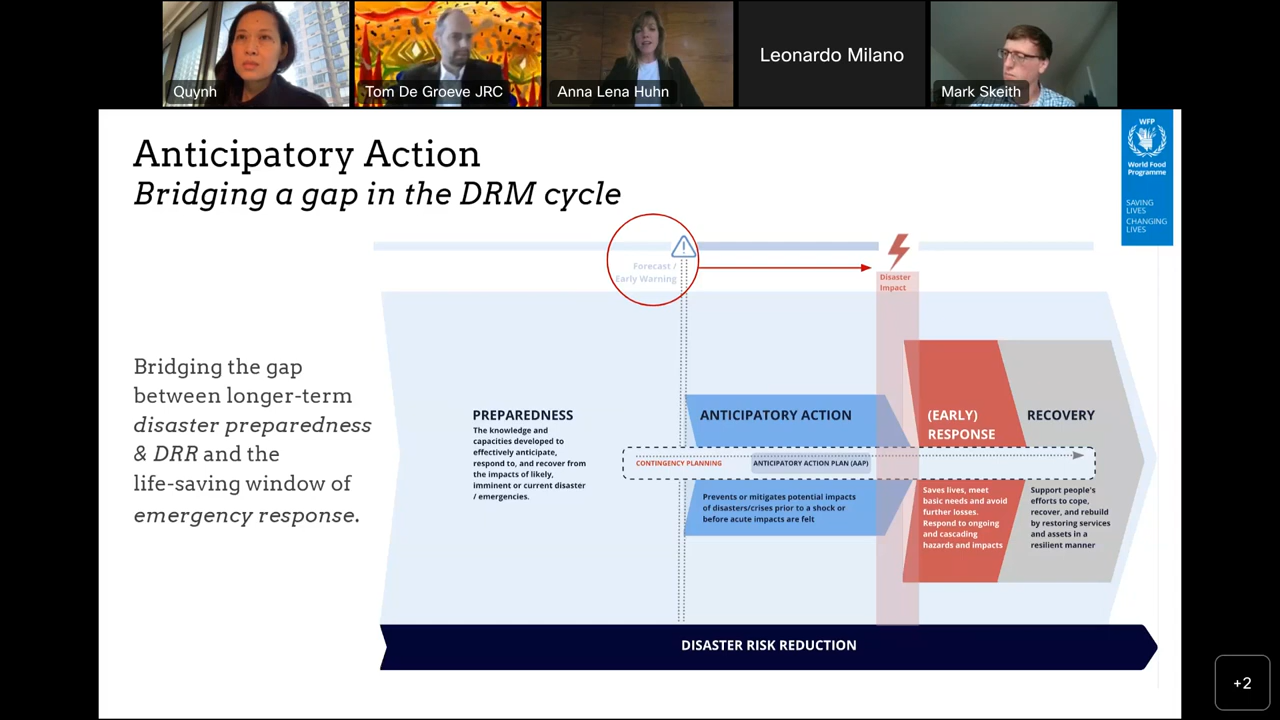 Quynh
Tom De Groeve JRC
Anna Lena Huhn
Leonardo Milano
Mark Skeith
Anticipatory Action
Bridging a gap in the DRM cycle
WFP
World Food
Programme
SAVING
LIVES
CHANGING
LIVES
Forecast /
Early Warning
Disaster
Impact
Bridging the gap
between longer-term
disaster preparedness
& DRR and the
life-saving window of
emergency response.
PREPAREDNESS
The knowledge and
capacities developed to
effectively anticipate,
respond to, and recover from
the impacts of likely,
imminent or current disaster
/ emergencies.
ANTICIPATORY ACTION
(EARLY)
RESPONSE
RECOVERY
CONTINGENCY PLANNING
ANTICIPATORY ACTION PLAN (AAP)
Prevents or mitigates potential impacts
of disasters/crises prior to a shock or
before acute impacts are felt
Saves lives, meet
basic needs and avoid
further losses.
Respond to ongoing
and cascading
hazards and impacts
Support people's
efforts to cope,
recover, and rebuild
by restoring services
and assets in a
resilient manner
DISASTER RISK REDUCTION
+2